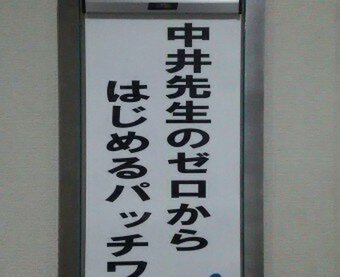 中井先生のゼロから
はじめるパッチワ